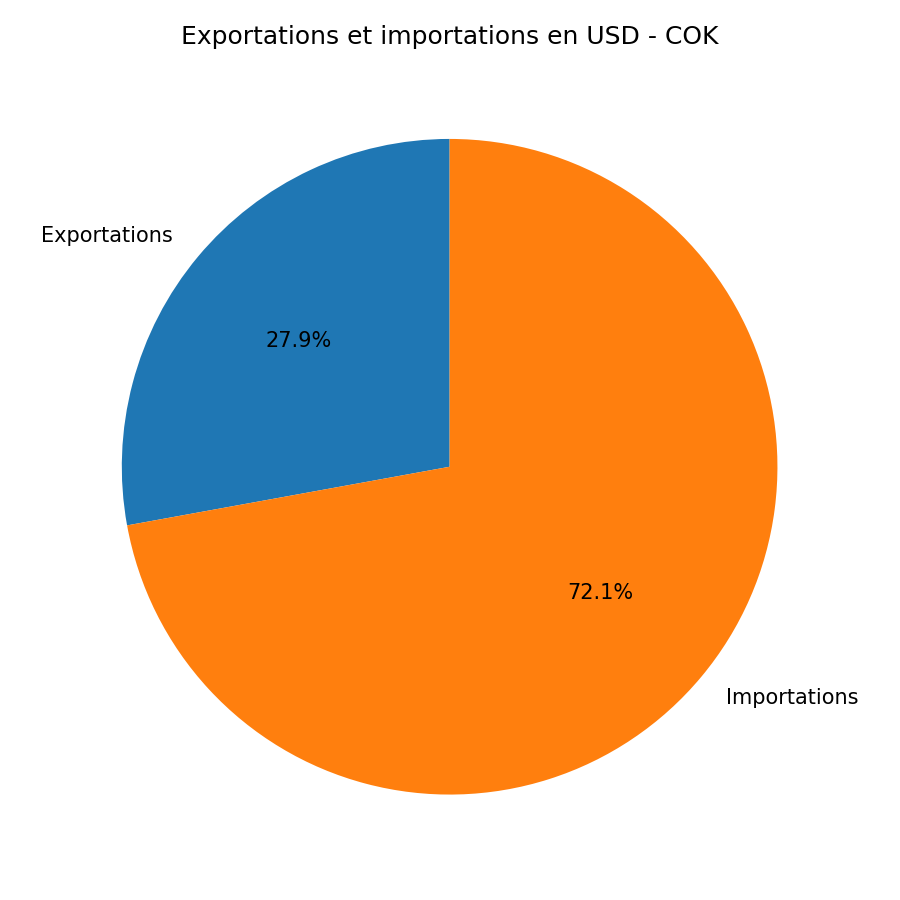 Exportations et importations en USD - COK
Exportations
27.9%
72.1%
Importations